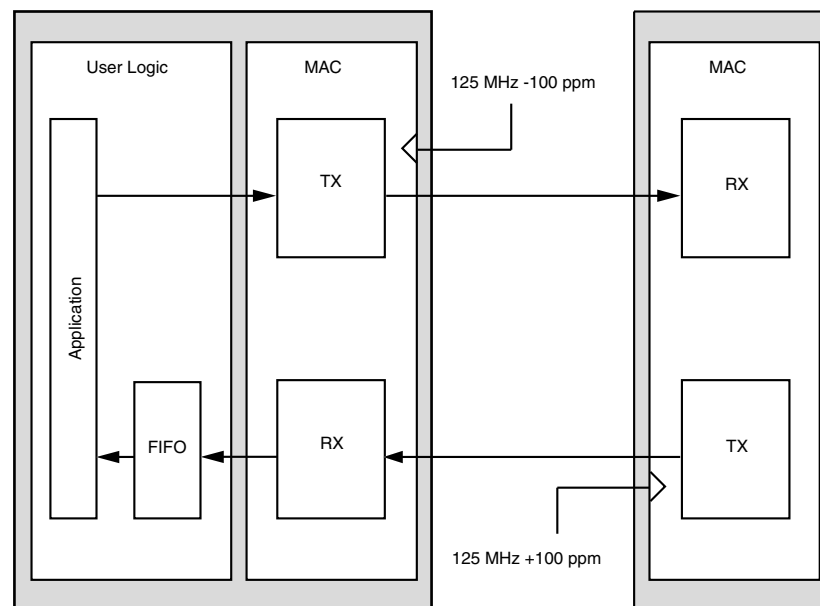 User Logic
MAC
MAC
125 MHz -100 ppm
TX
RX
Application
FIFO
RX
TX
125 MHz +100 ppm